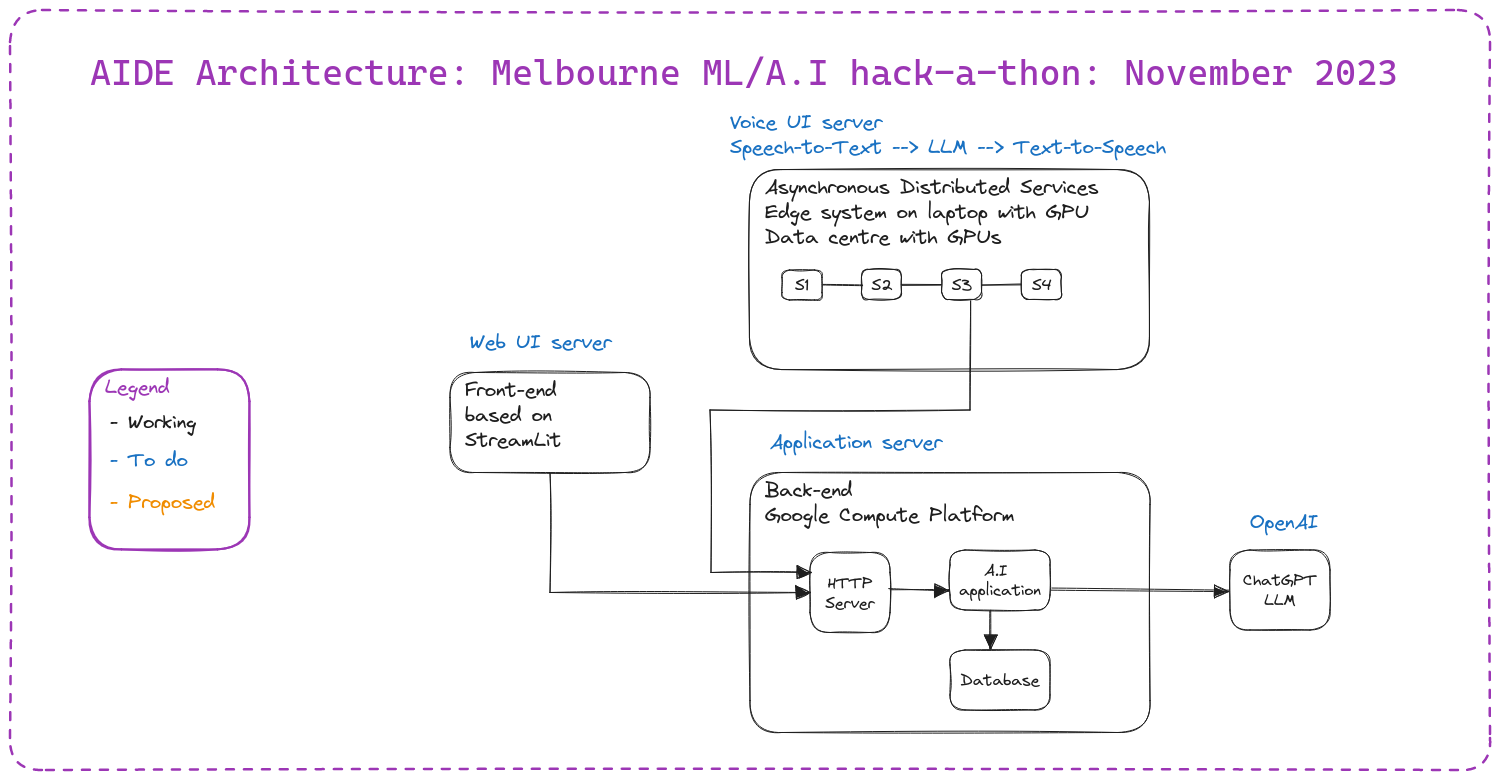 AIDE Architecture: Melbourne ML/A.I hack-a-thon: November 2023
Voice UI server
Speech-to-Text --> LLM --> Text-to-Speech
Asynchronous Distributed Services
Edge system on laptop with GPU
Data centre with GPUs
S1
S2
S3
S4
Web UI server
Front-end
based on
StreamLit
Legend
- Working
- To do
- Proposed
Application server
Back-end
Google Compute Platform
HTTP
Server
A.I
application
Database
OpenAI
ChatGPT
LLM